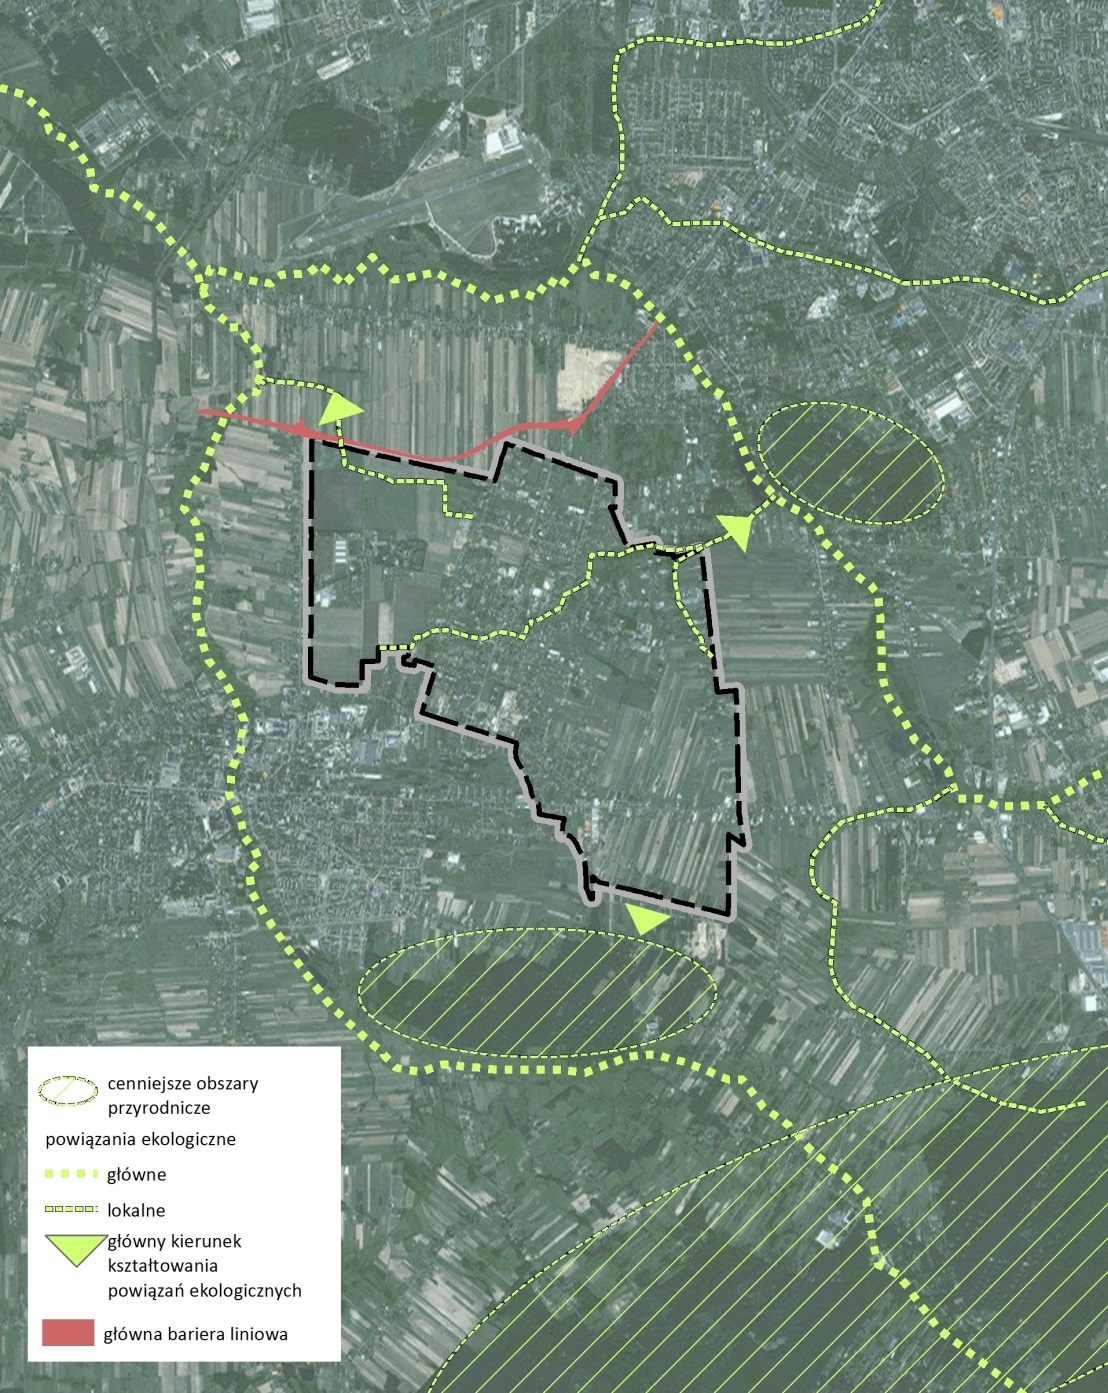 cenniejsze obszary
przyrodnicze
powiązania ekologiczne
główne
lokalne
główny kierunek
kształtowania
powiązań ekologicznych
główna bariera liniowa